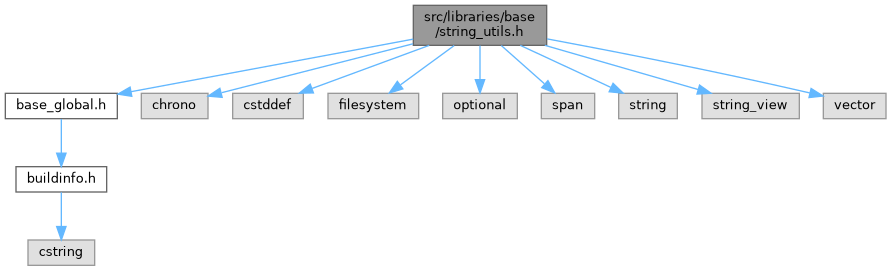 src/libraries/base
/string_utils.h
base_global.h
chrono
cstddef
filesystem
optional
span
string
string_view
vector
buildinfo.h
cstring